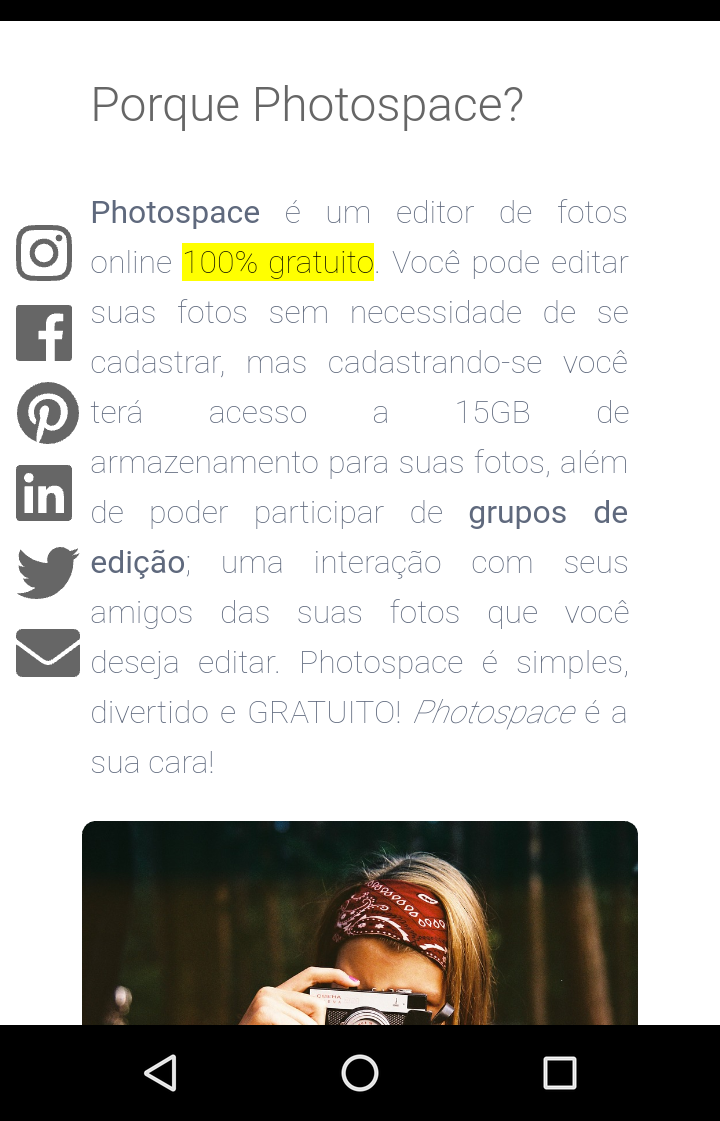 Porque Photospace?
Photospace é um editor de fotos
online 100% gratuito. Você pode editar
suas fotos sem necessidade de se
cadastrar, mas cadastrando-se você
terá acesso a 15GB de
armazenamento para suas fotos, além
de poder participar de grupos de
edição; uma interação com seus
amigos das suas fotos que você
deseja editar. Photospace é simples,
divertido e GRATUITO! Photospace é a
sua cara!